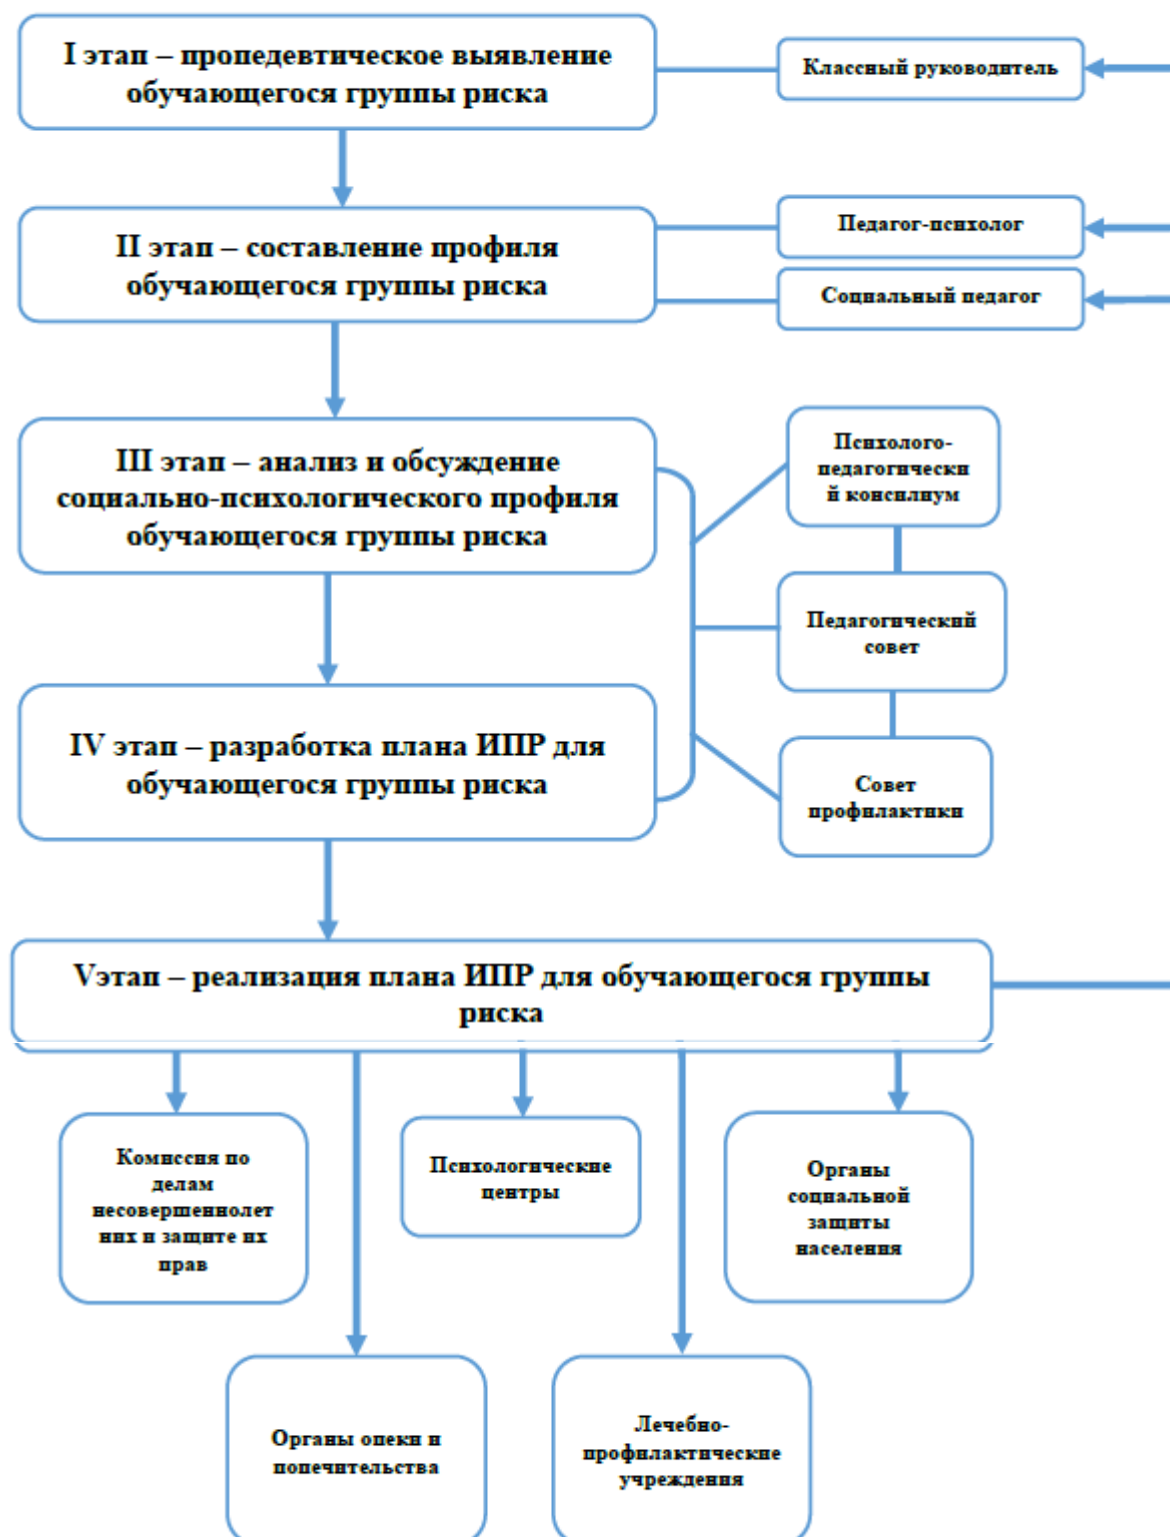 I этап – пропедевтическое выявление
обучающегося группы риска
Классный руководитель
II этап – составление профиля
обучающегося группы риска
Педагог-психолог
Социальный педагог
III этап – анализ и обсуждение
социально-психологического профиля
обучающегося группы риска
Психолого-
педагогически
й консилиум
Педагогический
совет
IV этап – разработка плана ИПР для
обучающегося группы риска
Совет
профилактики
Vэтап – реализация плана ИПР для обучающегося группы
риска
Комиссия по
делам
несовершеннолет
них и защите их
прав
Психологические
центры
Органы
социальной
защиты
населения
Органы опеки и
попечительства
Лечебно-
профилактические
учреждения